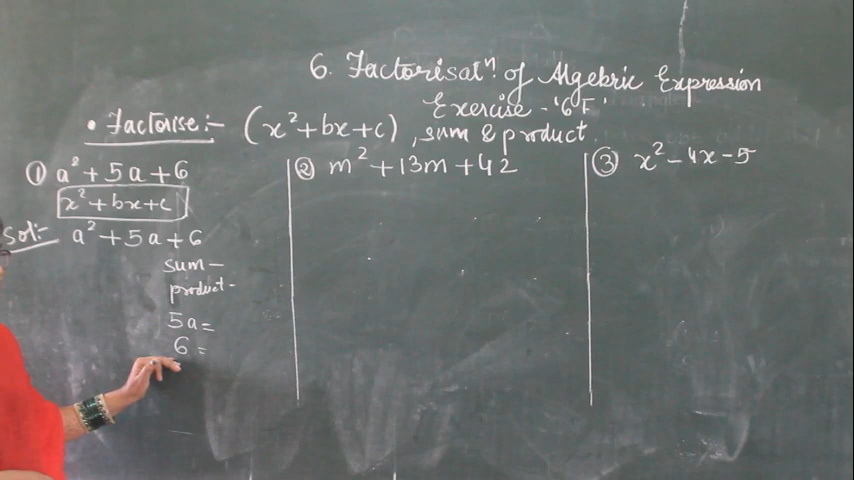 6. Factorisatⁿ of Algebric Expression
Exercise - '6F'
• Factorise:- (x²+bx+c), sum & product.
① a²+5a+6
x²+bx+c
Sol:- a²+5a+6
sum-
product-
5a=
6=
② m²+13m+42
③ x²-4x-5